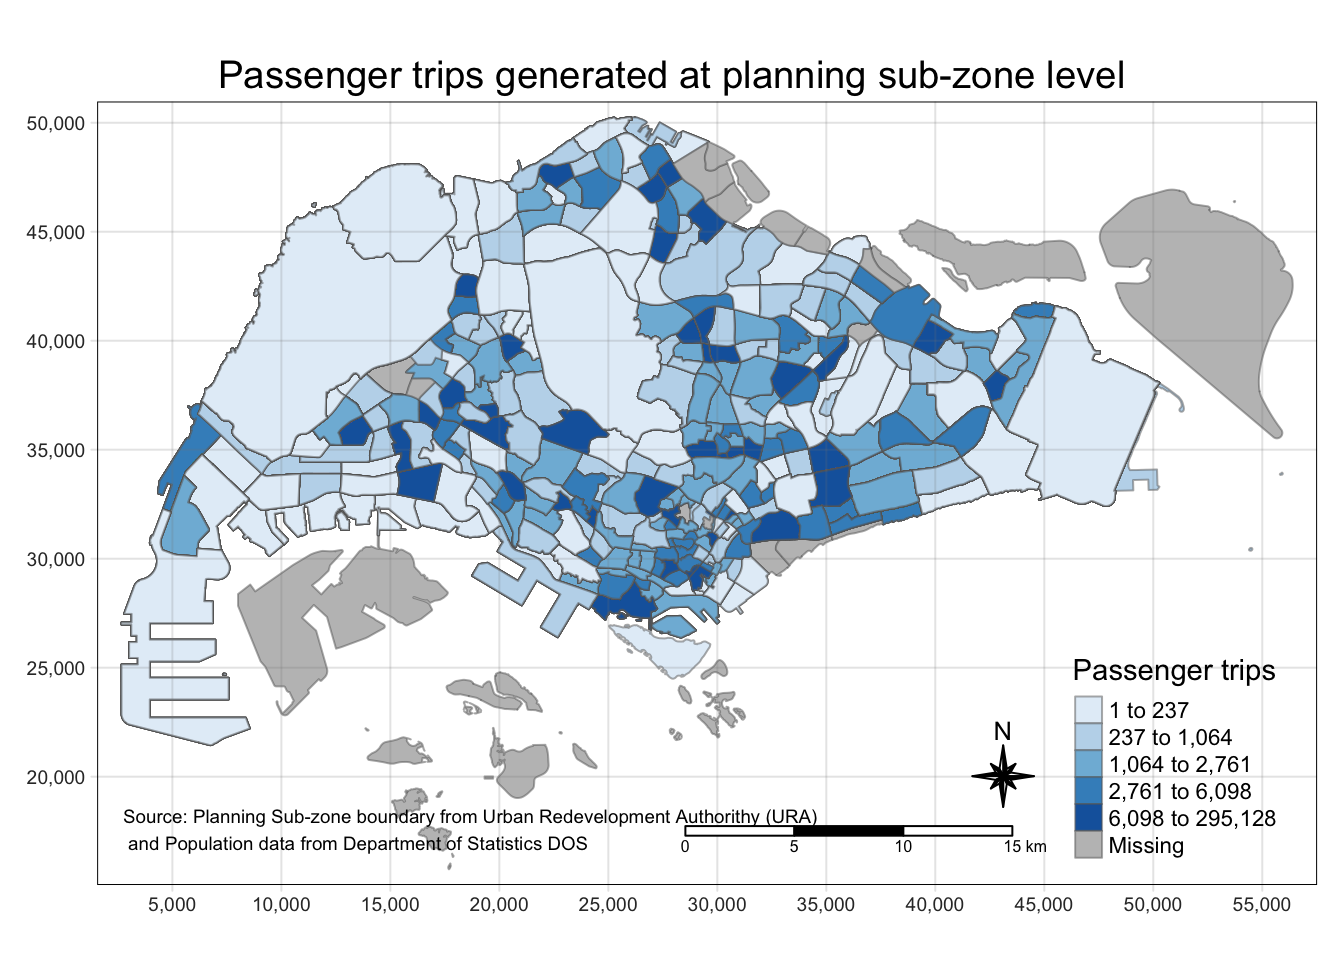 Passenger trips generated at planning sub-zone level
50,000
45,000
40,000
35,000
30,000
25,000
20,000
Passenger trips
1 to 237
237 to 1,064
1,064 to 2,761
2,761 to 6,098
6,098 to 295,128
Missing
N
Source: Planning Sub-zone boundary from Urban Redevelopment Authorithy (URA)
and Population data from Department of Statistics DOS
0 5 10 15 km
5,000 10,000 15,000 20,000 25,000 30,000 35,000 40,000 45,000 50,000 55,000